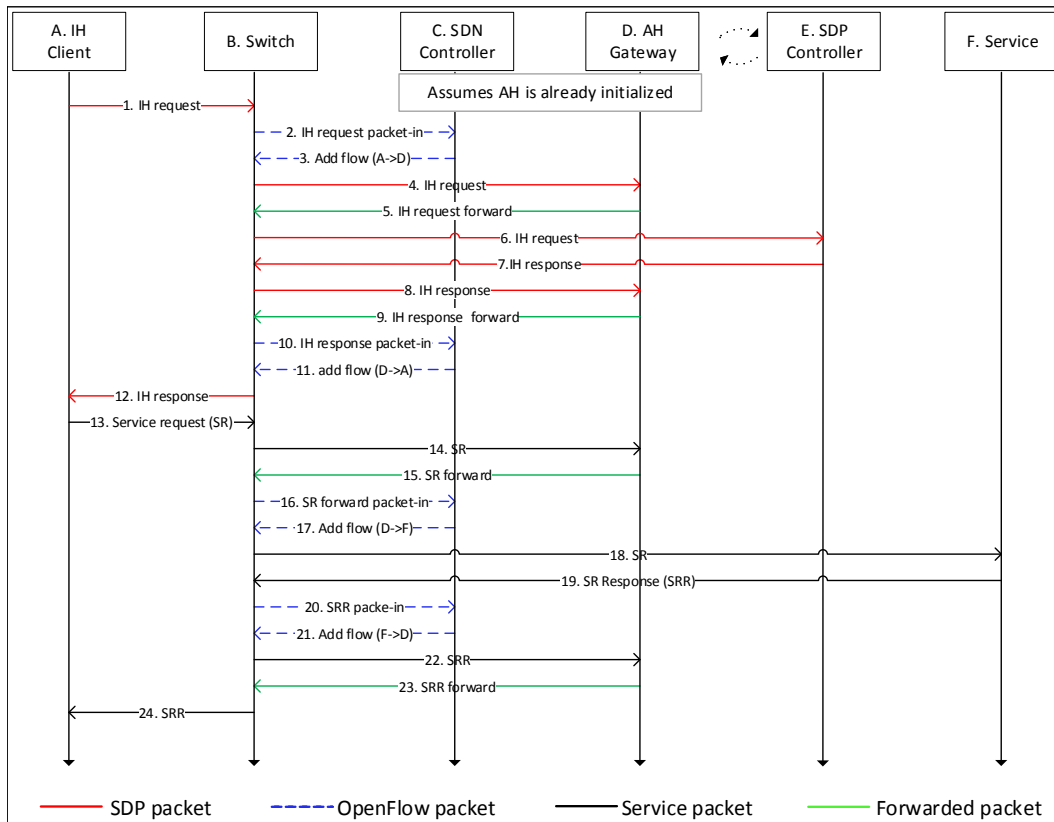 A. IH
Client
B. Switch
C. SDN
Controller
D. AH
Gateway
E. SDP
Controller
F. Service
Assumes AH is already initialized
1. IH request
2. IH request packet-in
3. Add flow (A->D)
4. IH request
5. IH request forward
6. IH request
7.IH response
8. IH response
9. IH response forward
10. IH response packet-in
11. add flow (D->A)
12. IH response
13. Service request (SR)
14. SR
15. SR forward
16. SR forward packet-in
17. Add flow (D->F)
18. SR
19. SR Response (SRR)
20. SRR packe-in
21. Add flow (F->D)
22. SRR
23. SRR forward
24. SRR
SDP packet
OpenFlow packet
Service packet
Forwarded packet